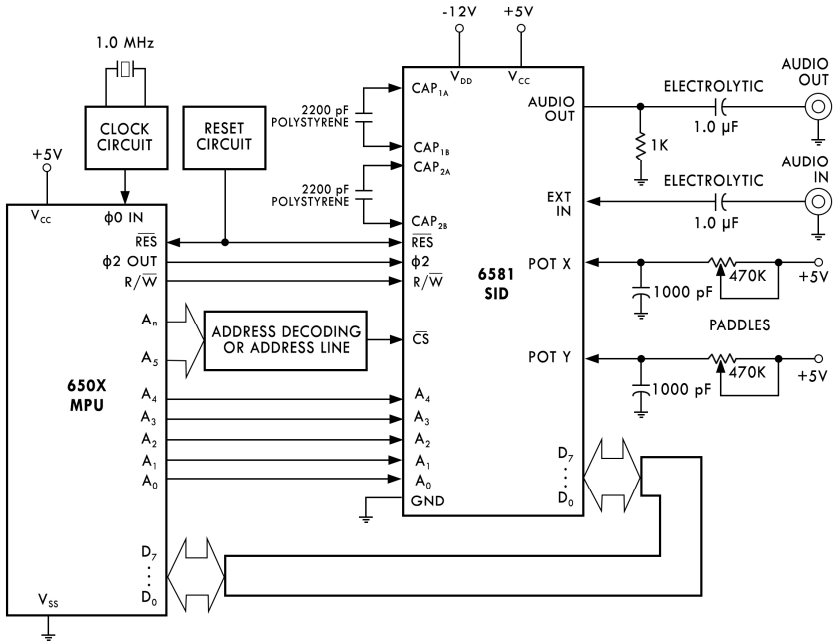 -12V
+5V
1.0 MHz
V_DD
V_CC
CAP_1A
AUDIO
OUT
ELECTROLYTIC
1.0 µF
AUDIO
OUT
2200 pF
POLYSTYRENE
1K
CLOCK
CIRCUIT
RESET
CIRCUIT
CAP_1B
CAP_2A
+5V
2200 pF
POLYSTYRENE
EXT
IN
ELECTROLYTIC
1.0 µF
AUDIO
IN
V_CC
ϕ0 IN
CAP_2B
R̅E̅S̅
R̅E̅S̅
ϕ2 OUT
ϕ2
R/W̅
R/W̅
6581
SID
POT X
470K
+5V
1000 pF
PADDLES
A_n
A_5
ADDRESS DECODING
OR ADDRESS LINE
C̅S̅
POT Y
470K
+5V
1000 pF
650X
MPU
A_4
A_3
A_2
A_1
A_0
A_4
A_3
A_2
A_1
A_0
GND
D_7
D_0
D_7
D_0
V_SS